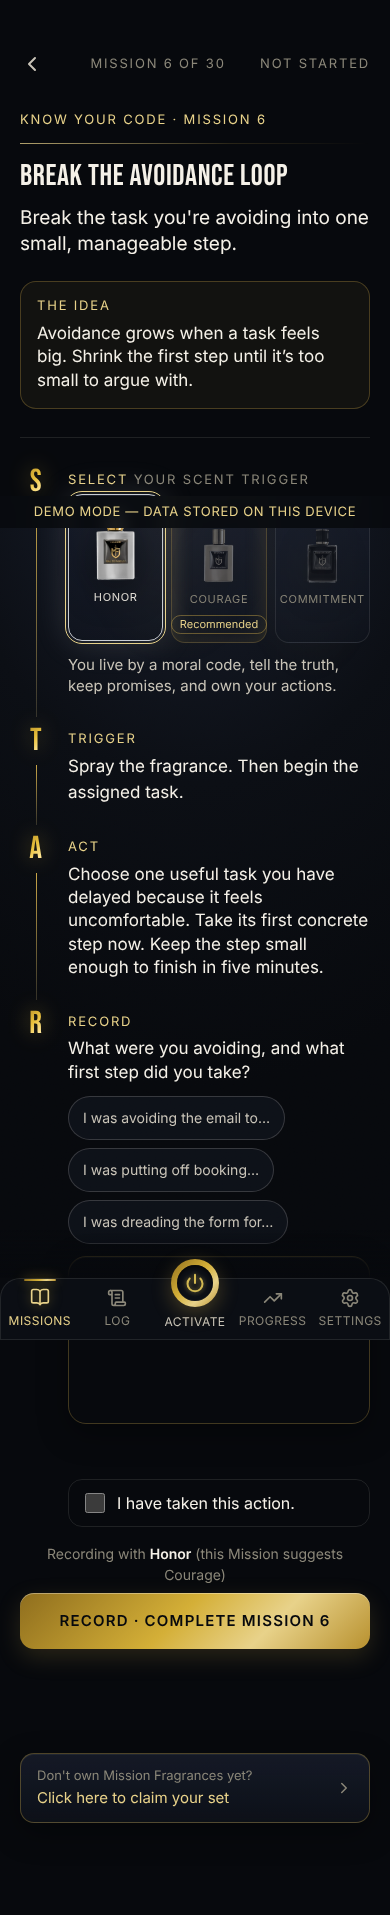 MISSION 6 OF 30 NOT STARTED
KNOW YOUR CODE · MISSION 6
BREAK THE AVOIDANCE LOOP
Break the task you're avoiding into one
small, manageable step.
THE IDEA
Avoidance grows when a task feels
big. Shrink the first step until it’s too
small to argue with.
S SELECT YOUR SCENT TRIGGER
DEMO MODE — DATA STORED ON THIS DEVICE
HONOR COURAGE COMMITMENT
Recommended
You live by a moral code, tell the truth,
keep promises, and own your actions.
T TRIGGER
Spray the fragrance. Then begin the
assigned task.
A ACT
Choose one useful task you have
delayed because it feels
uncomfortable. Take its first concrete
step now. Keep the step small
enough to finish in five minutes.
R RECORD
What were you avoiding, and what
first step did you take?
I was avoiding the email to...
I was putting off booking...
I was dreading the form for...
MISSIONS LOG ACTIVATE PROGRESS SETTINGS
I have taken this action.
Recording with Honor (this Mission suggests
Courage)
RECORD · COMPLETE MISSION 6
Don't own Mission Fragrances yet?
Click here to claim your set